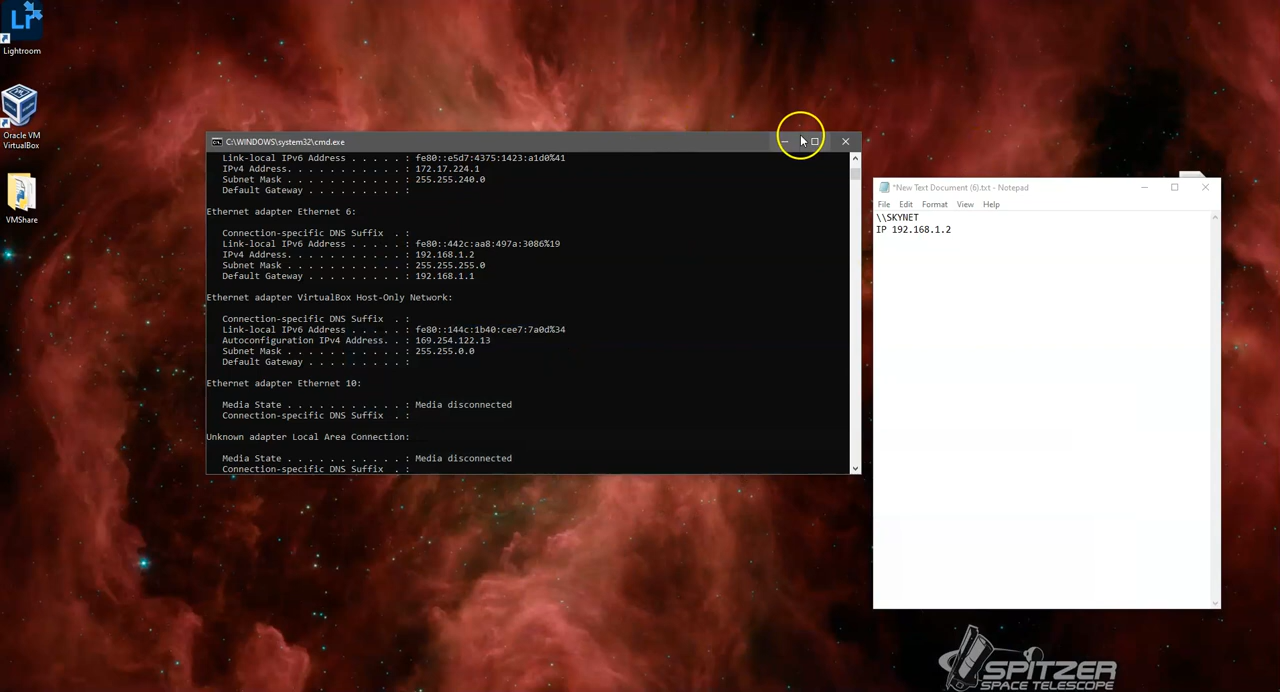 Lr
Lightroom
Oracle VM
VirtualBox
VMShare
C:\WINDOWS\system32\cmd.exe
Link-local IPv6 Address . . . . . : fe80::e5d7:4375:1423:a1d0%41
IPv4 Address. . . . . . . . . . . : 172.17.224.1
Subnet Mask . . . . . . . . . . . : 255.255.240.0
Default Gateway . . . . . . . . . :
Ethernet adapter Ethernet 6:
Connection-specific DNS Suffix  . :
Link-local IPv6 Address . . . . . : fe80::442c:aa8:497a:3086%19
IPv4 Address. . . . . . . . . . . : 192.168.1.2
Subnet Mask . . . . . . . . . . . : 255.255.255.0
Default Gateway . . . . . . . . . : 192.168.1.1
Ethernet adapter VirtualBox Host-Only Network:
Connection-specific DNS Suffix  . :
Link-local IPv6 Address . . . . . : fe80::144c:1b40:cee7:7a0d%34
Autoconfiguration IPv4 Address. . : 169.254.122.13
Subnet Mask . . . . . . . . . . . : 255.255.0.0
Default Gateway . . . . . . . . . :
Ethernet adapter Ethernet 10:
Media State . . . . . . . . . . . : Media disconnected
Connection-specific DNS Suffix  . :
Unknown adapter Local Area Connection:
Media State . . . . . . . . . . . : Media disconnected
Connection-specific DNS Suffix  . :
*New Text Document (6).txt - Notepad
File Edit Format View Help
\\SKYNET
IP 192.168.1.2
SPITZER
SPACE TELESCOPE